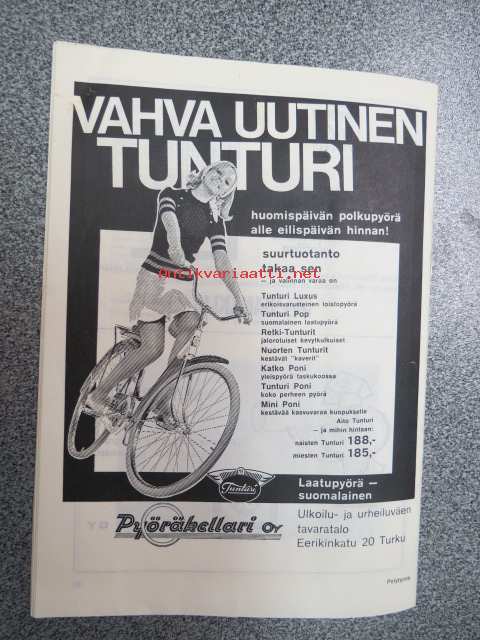 VAHVA UUTINEN
TUNTURI
huomispäivän polkupyörä
alle eilispäivän hinnan!
suurtuotanto
takaa sen
— ja valinnan varaa on
antikvariaatti.net
Tunturi Luxus
erikoisvarusteinen loistopyörä
Tunturi Pop
suomalainen laatupyörä
Retki-Tunturit
jalorotuiset kevytkulkuiset
Nuorten Tunturit
kestävät "kaverit"
Katko Poni
yleispyörä taskukoossa
Tunturi Poni
koko perheen pyörä
Mini Poni
kestävää kasvuvaraa kuopukselle
Aito Tunturi
— ja mihin hintaan:
naisten Tunturi 188,-
miesten Tunturi 185,-
Tunturi
Laatupyörä —
suomalainen
Pyöräkellari OY
Ulkoilu- ja urheiluväen
tavaratalo
Eerikinkatu 20 Turku
Polytypos